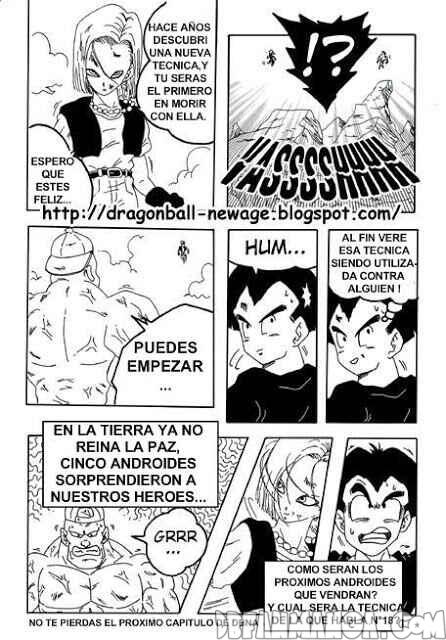 HACE AÑOS
DESCUBRI
UNA NUEVA
TECNICA,Y
TU SERAS
EL PRIMERO
EN MORIR
CON ELLA.
ESPERO
QUE ESTES
FELIZ...
!?
http://dragonball-newage.blogspot.com/
PUEDES
EMPEZAR
...
HUM...
AL FIN VERE
ESA TECNICA
SIENDO UTILIZA-
DA CONTRA
ALGUIEN !
EN LA TIERRA YA NO
REINA LA PAZ,
CINCO ANDROIDES
SORPRENDIERON A
NUESTROS HEROES...
GRRR
...
COMO SERAN LOS
PROXIMOS ANDROIDES
QUE VENDRAN?
Y CUAL SERA LA TECNICA
DE LA QUE HABLA N°18?
NO TE PIERDAS EL PROXIMO CAPITULO DE DBNA